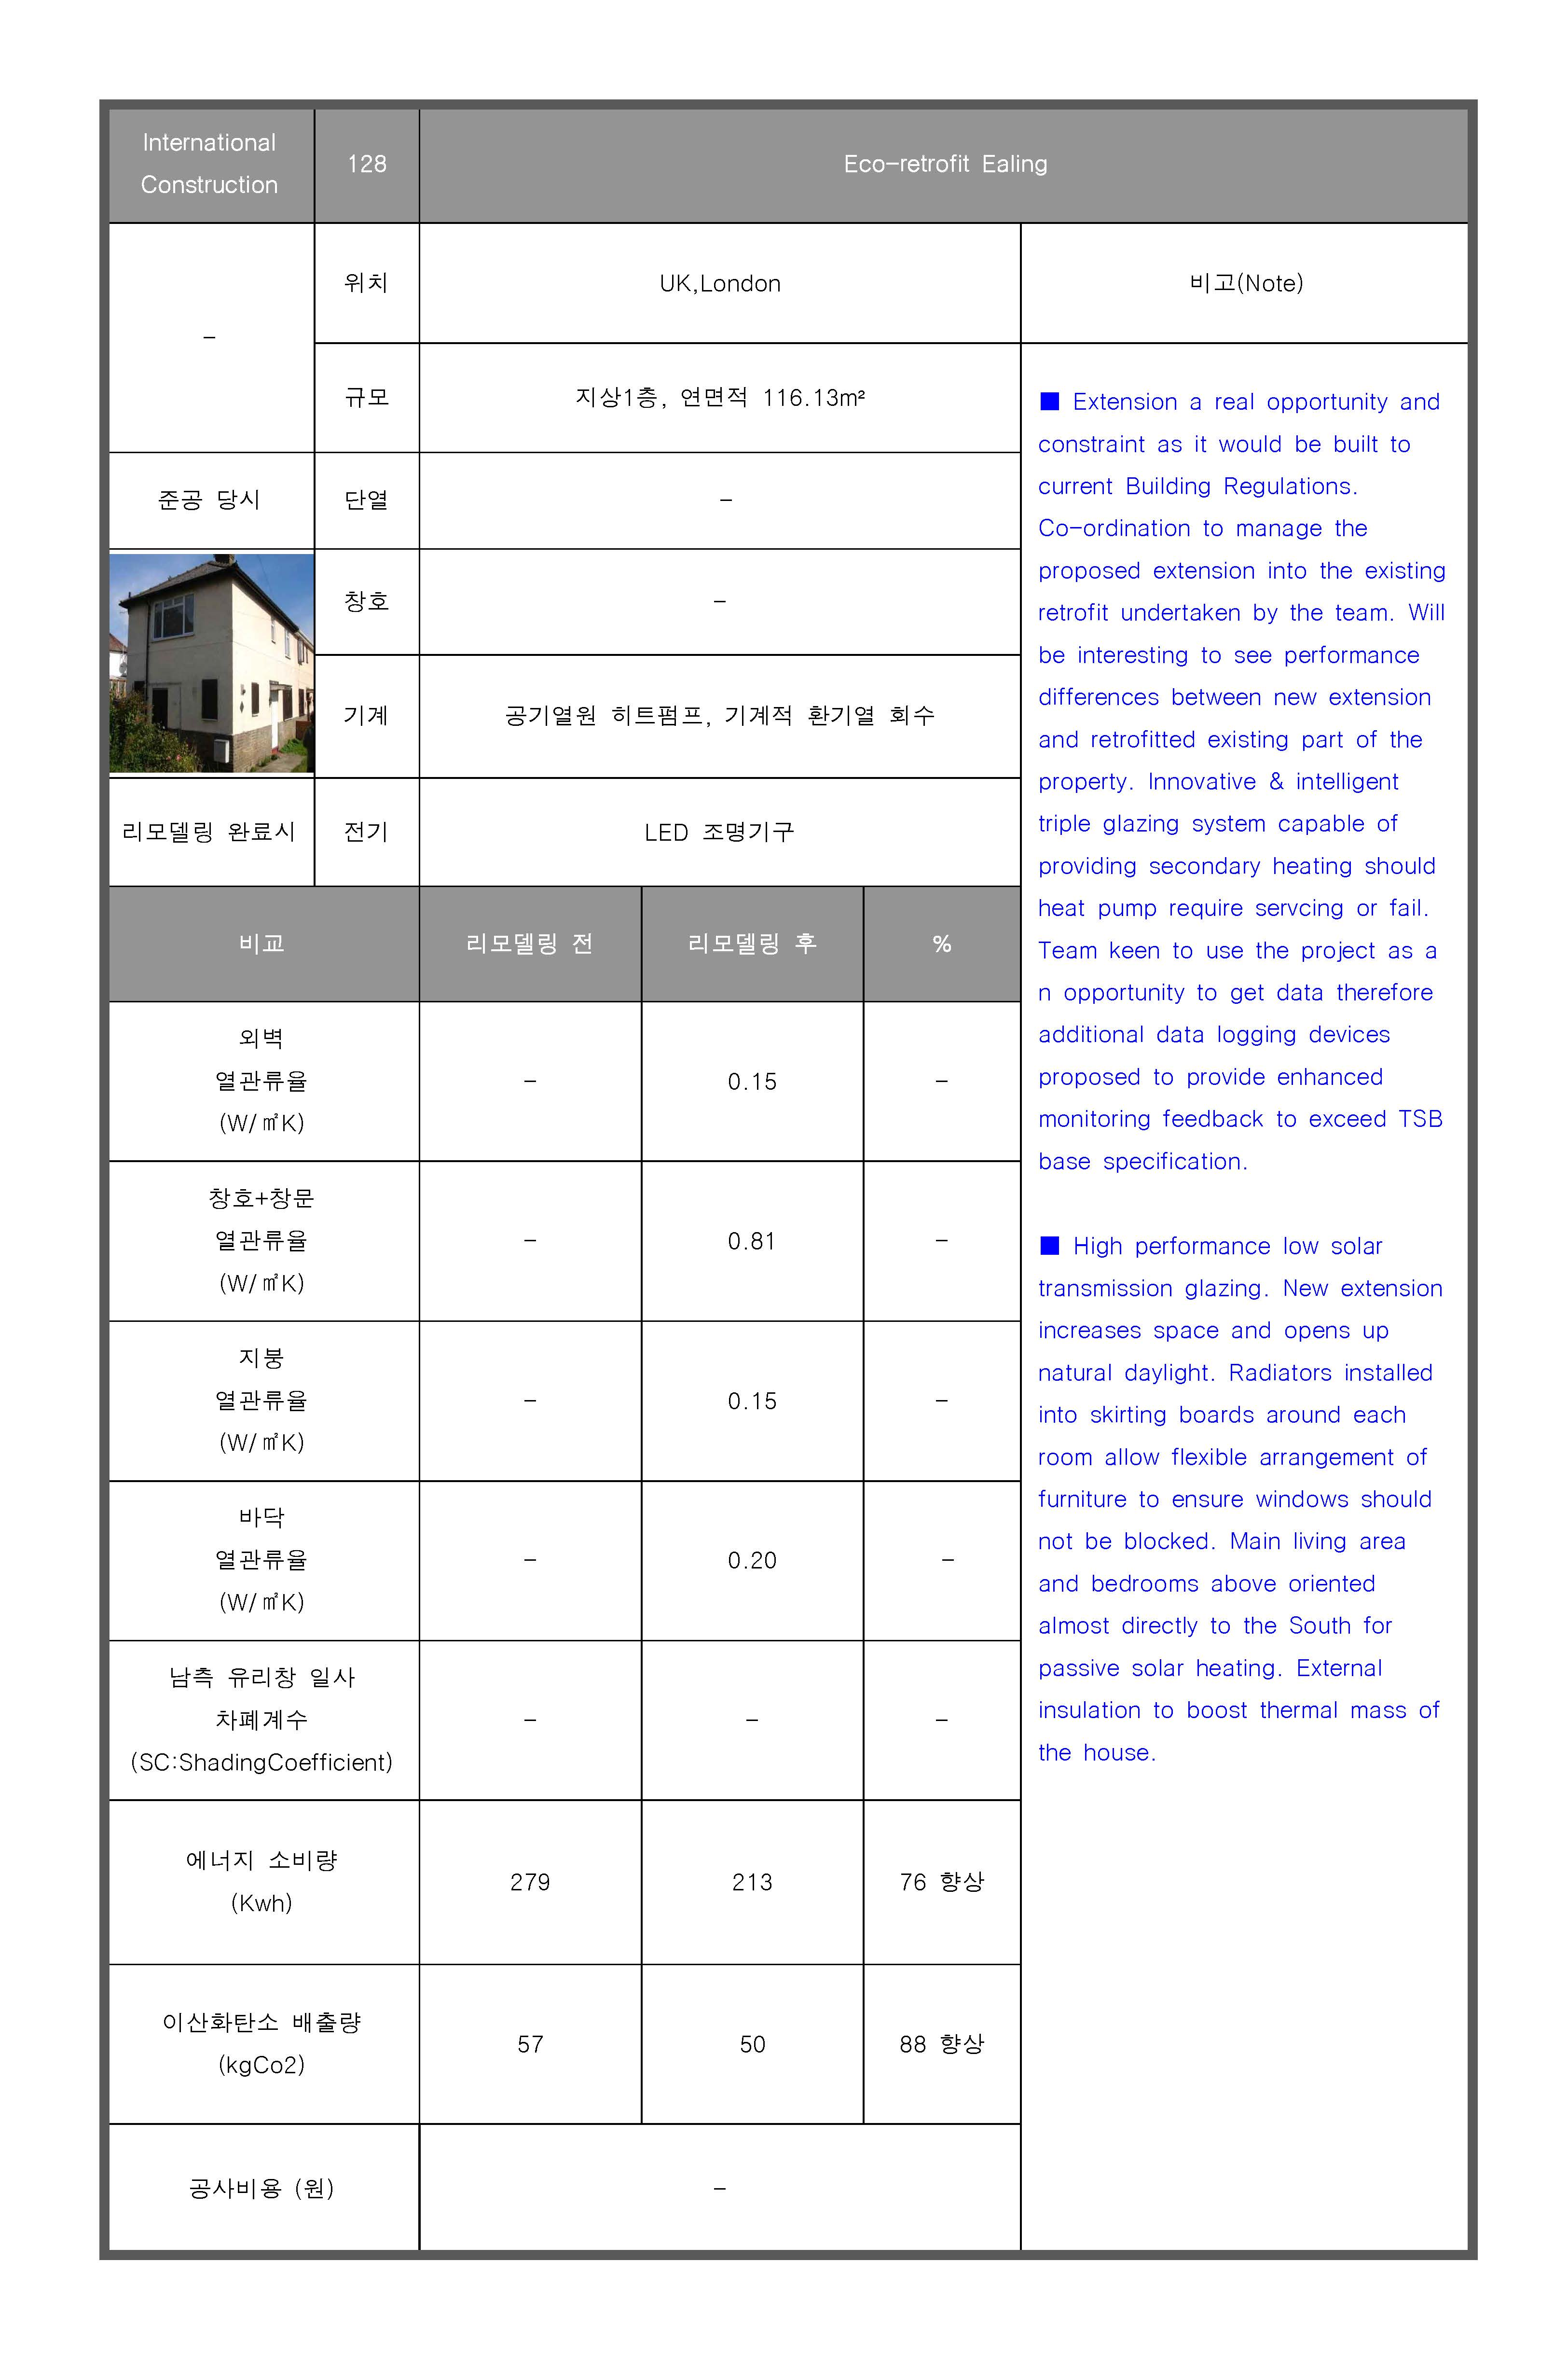 International
Construction
128
Eco-retrofit Ealing
-
위치
UK,London
비고(Note)
규모
지상1층, 연면적 116.13m²
준공 당시
단열
-
창호
-
기계
공기열원 히트펌프, 기계적 환기열 회수
리모델링 완료시
전기
LED 조명기구
비교
리모델링 전
리모델링 후
%
외벽
열관류율
(W/㎡K)
-
0.15
-
창호+창문
열관류율
(W/㎡K)
-
0.81
-
지붕
열관류율
(W/㎡K)
-
0.15
-
바닥
열관류율
(W/㎡K)
-
0.20
-
남측 유리창 일사
차폐계수
(SC:ShadingCoefficient)
-
-
-
에너지 소비량
(Kwh)
279
213
76 향상
이산화탄소 배출량
(kgCo2)
57
50
88 향상
공사비용 (원)
-
■ Extension a real opportunity and
constraint as it would be built to
current Building Regulations.
Co-ordination to manage the
proposed extension into the existing
retrofit undertaken by the team. Will
be interesting to see performance
differences between new extension
and retrofitted existing part of the
property. Innovative & intelligent
triple glazing system capable of
providing secondary heating should
heat pump require servcing or fail.
Team keen to use the project as a
n opportunity to get data therefore
additional data logging devices
proposed to provide enhanced
monitoring feedback to exceed TSB
base specification.
■ High performance low solar
transmission glazing. New extension
increases space and opens up
natural daylight. Radiators installed
into skirting boards around each
room allow flexible arrangement of
furniture to ensure windows should
not be blocked. Main living area
and bedrooms above oriented
almost directly to the South for
passive solar heating. External
insulation to boost thermal mass of
the house.